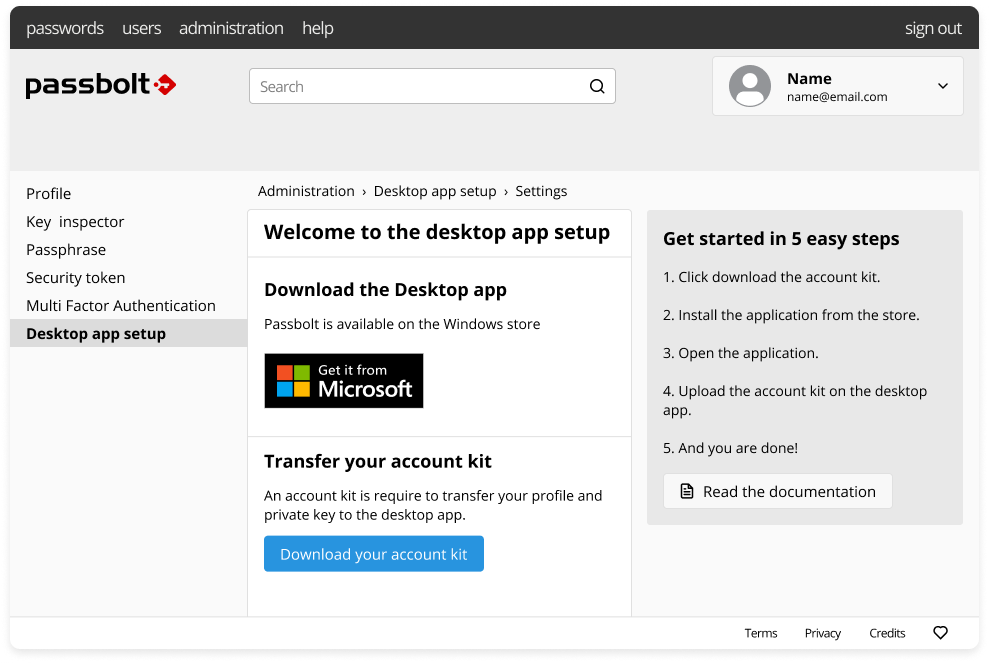 passwords users administration help sign out
passbolt
Search
Name
name@email.com
Profile
Key inspector
Passphrase
Security token
Multi Factor Authentication
Desktop app setup
Administration › Desktop app setup › Settings
Welcome to the desktop app setup
Download the Desktop app
Passbolt is available on the Windows store
Get it from
Microsoft
Transfer your account kit
An account kit is require to transfer your profile and
private key to the desktop app.
Download your account kit
Get started in 5 easy steps
1. Click download the account kit.
2. Install the application from the store.
3. Open the application.
4. Upload the account kit on the desktop
app.
5. And you are done!
Read the documentation
Terms Privacy Credits